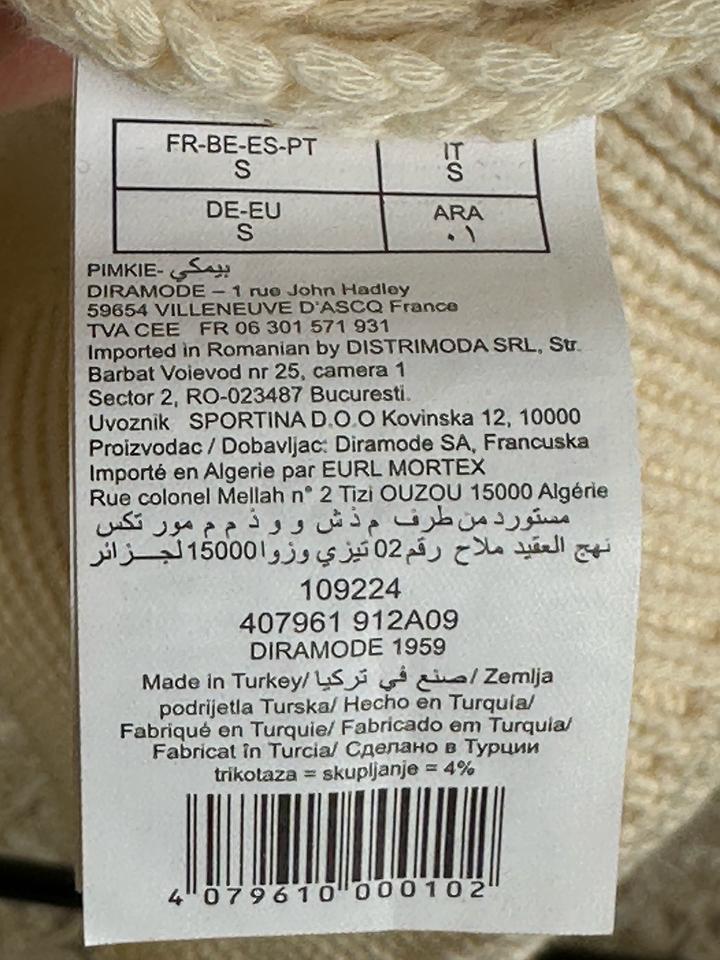 FR-BE-ES-PT IT
S S
DE-EU ARA
S ٠١
PIMKIE- بيمكي
DIRAMODE – 1 rue John Hadley
59654 VILLENEUVE D'ASCQ France
TVA CEE FR 06 301 571 931
Imported in Romanian by DISTRIMODA SRL, Str.
Barbat Voievod nr 25, camera 1
Sector 2, RO-023487 Bucuresti.
Uvoznik SPORTINA D.O.O Kovinska 12, 10000
Proizvodac / Dobavljac: Diramode SA, Francuska
Importé en Algerie par EURL MORTEX
Rue colonel Mellah n° 2 Tizi OUZOU 15000 Algérie
مستورد من طرف م ذ ش و و ذ م م مور تكس
نهج العقيد ملاح رقم 02 تيزي وزو 15000 الجـــزائر
109224
407961 912A09
DIRAMODE 1959
Made in Turkey/ صنع في تركيا/ Zemlja
podrijetla Turska/ Hecho en Turquía/
Fabriqué en Turquie/ Fabricado em Turquia/
Fabricat în Turcia/ Сделано в Турции
trikotaza = skupljanje = 4%
4 079610 000102